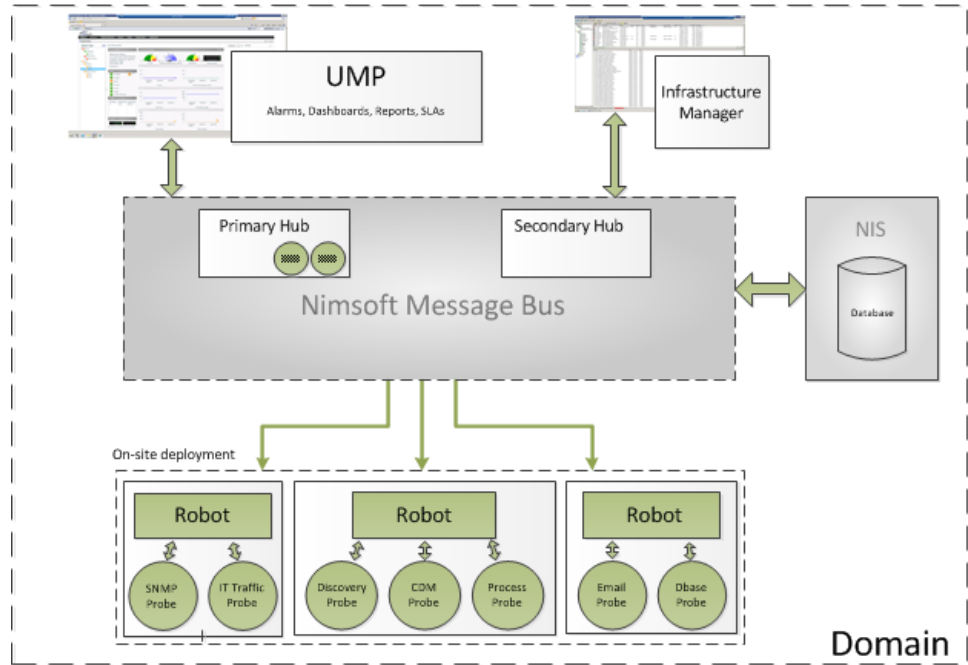 UMP
Alarms, Dashboards, Reports, SLAs
Infrastructure
Manager
Primary Hub
Secondary Hub
Nimsoft Message Bus
NIS
Database
On-site deployment
Robot
SNMP
Probe
IT Traffic
Probe
Robot
Discovery
Probe
CDM
Probe
Process
Probe
Robot
Email
Probe
Dbase
Probe
Domain